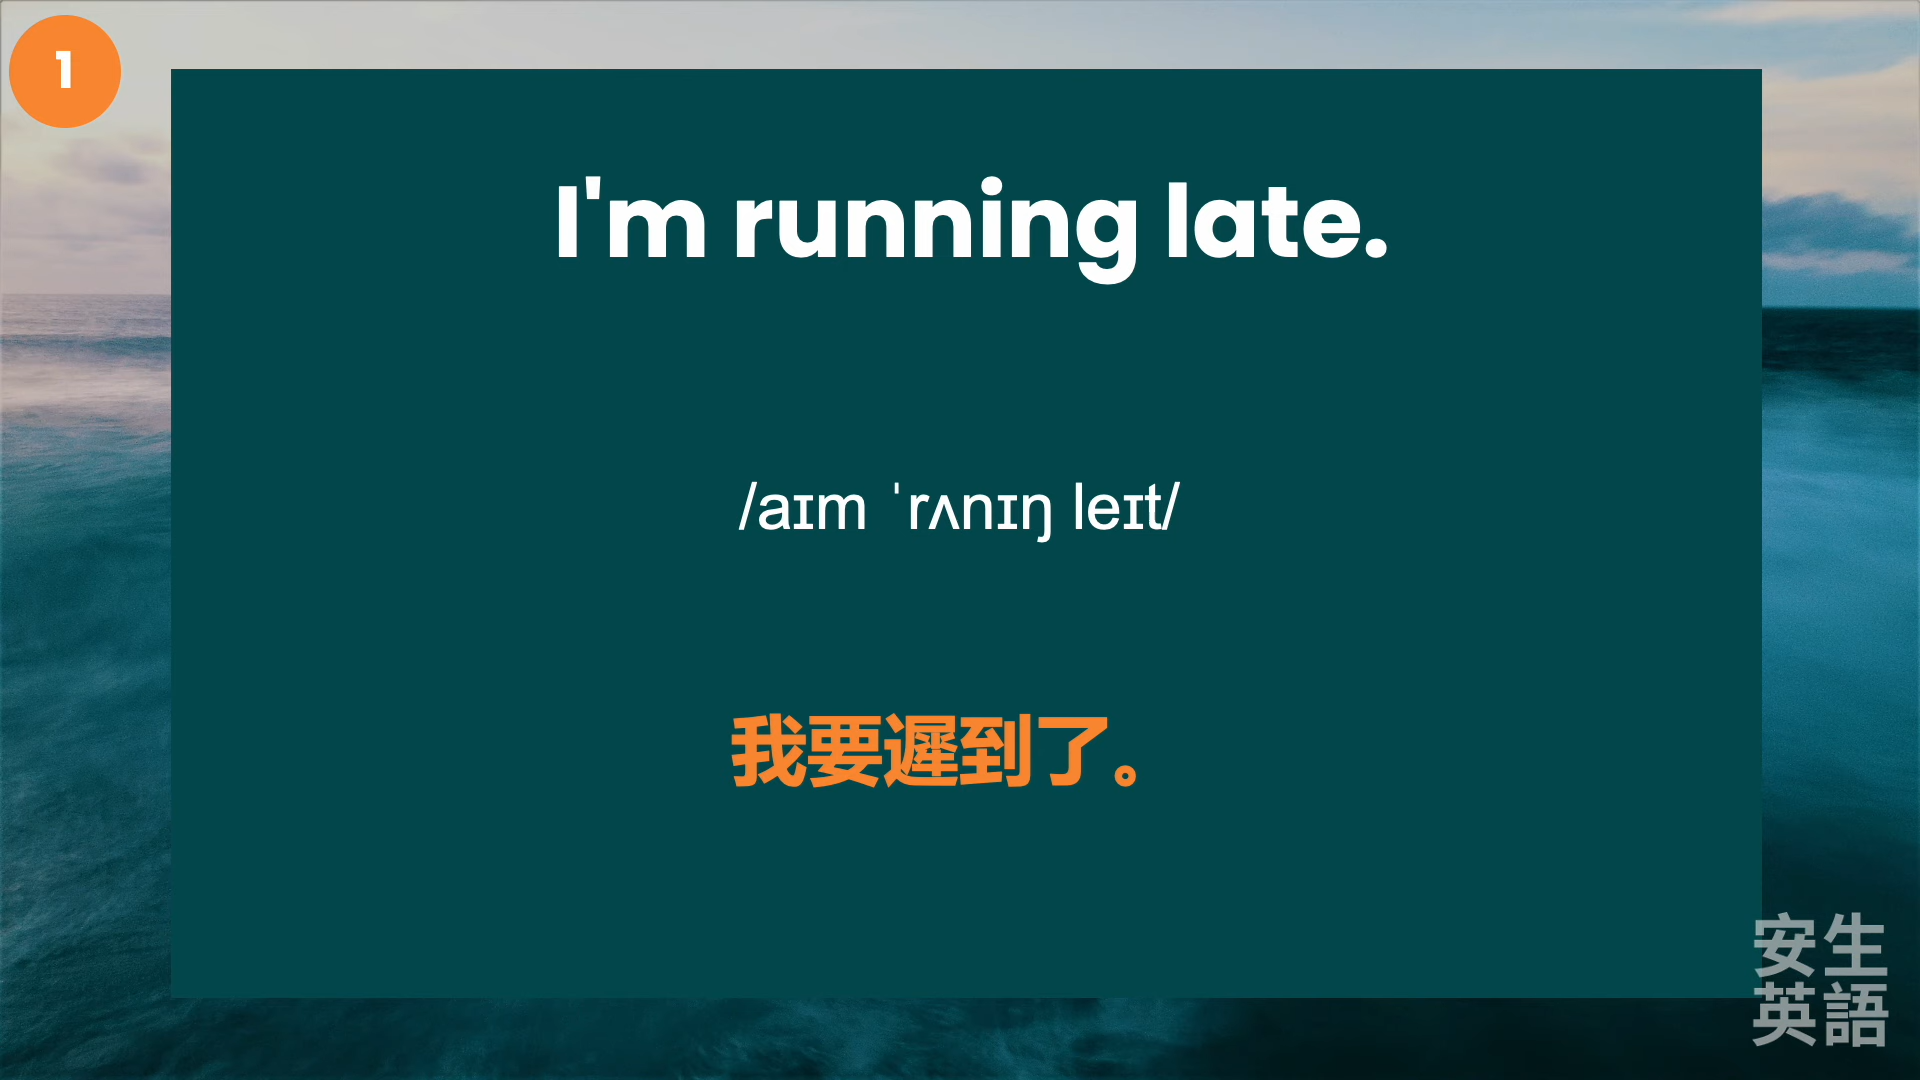 1
I'm running late.
/aɪm ˈrʌnɪŋ leɪt/
我要遲到了。
安生
英語